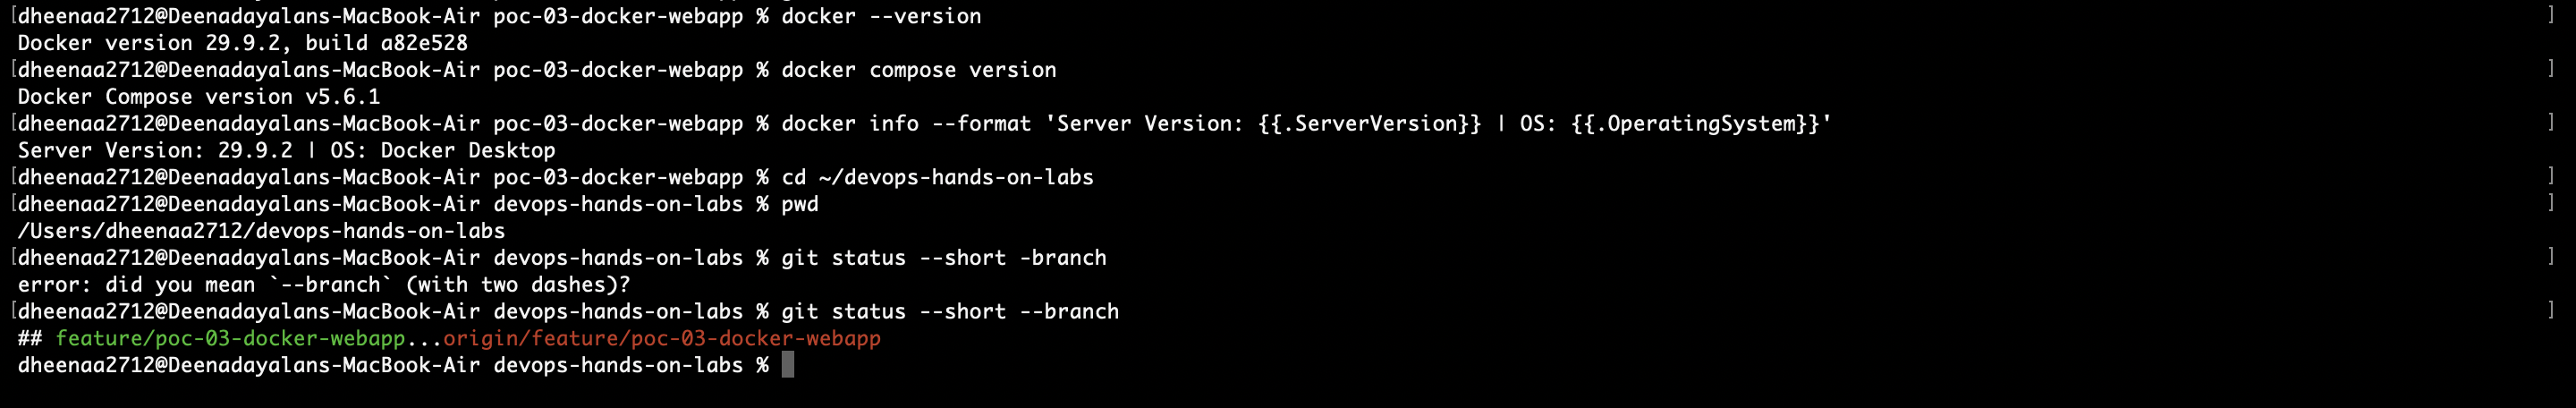 [dheenaa2712@Deenadayalans-MacBook-Air poc-03-docker-webapp % docker --version ]
Docker version 29.9.2, build a82e528
[dheenaa2712@Deenadayalans-MacBook-Air poc-03-docker-webapp % docker compose version ]
Docker Compose version v5.6.1
[dheenaa2712@Deenadayalans-MacBook-Air poc-03-docker-webapp % docker info --format 'Server Version: {{.ServerVersion}} | OS: {{.OperatingSystem}}' ]
Server Version: 29.9.2 | OS: Docker Desktop
[dheenaa2712@Deenadayalans-MacBook-Air poc-03-docker-webapp % cd ~/devops-hands-on-labs ]
[dheenaa2712@Deenadayalans-MacBook-Air devops-hands-on-labs % pwd ]
/Users/dheenaa2712/devops-hands-on-labs
[dheenaa2712@Deenadayalans-MacBook-Air devops-hands-on-labs % git status --short -branch ]
error: did you mean `--branch` (with two dashes)?
[dheenaa2712@Deenadayalans-MacBook-Air devops-hands-on-labs % git status --short --branch ]
## feature/poc-03-docker-webapp...origin/feature/poc-03-docker-webapp
dheenaa2712@Deenadayalans-MacBook-Air devops-hands-on-labs %